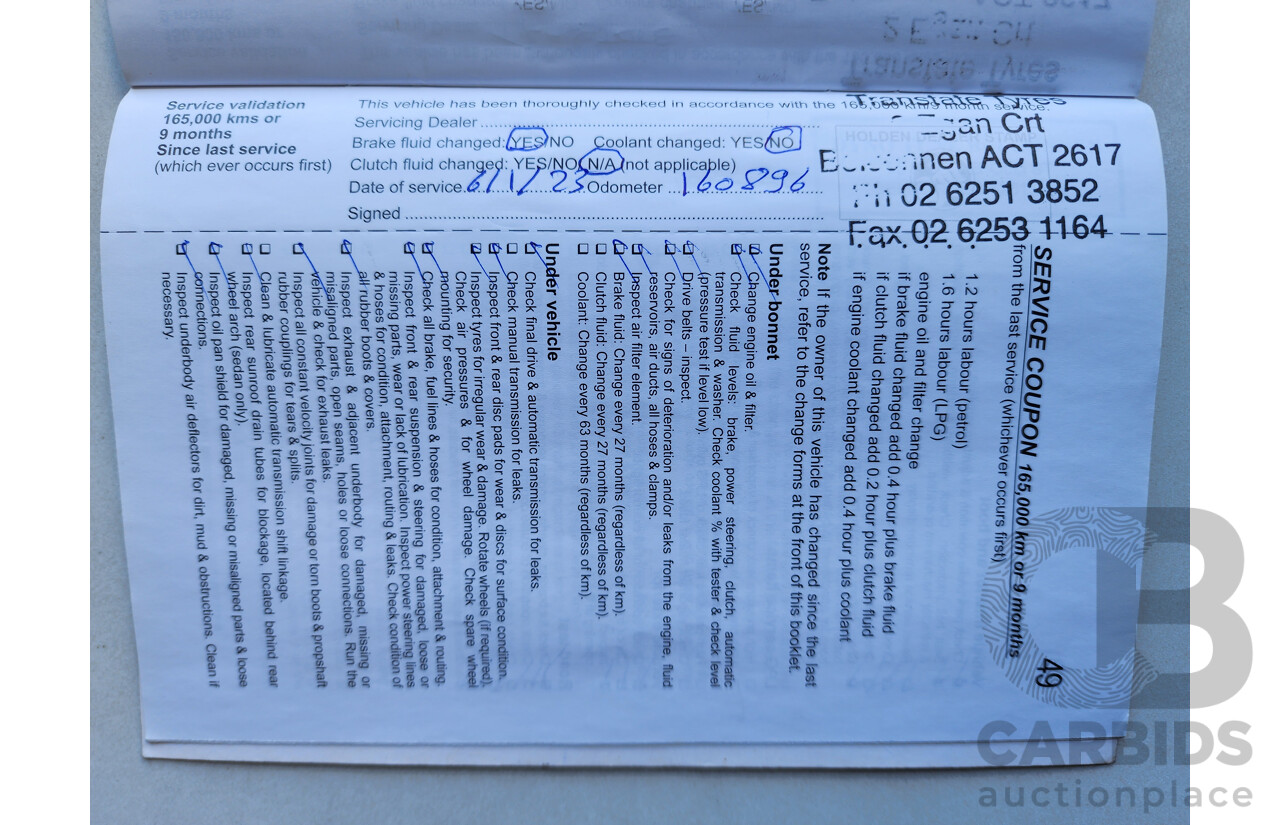 Service validation
165,000 kms or
9 months
Since last service
(which ever occurs first)
This vehicle has been thoroughly checked in accordance with the 165,000 km/9 month service.
Servicing Dealer
Brake fluid changed: YES/NO Coolant changed: YES/NO
Clutch fluid changed: YES/NO N/A (not applicable)
Date of service 6/1/23 Odometer 160896
Signed
HOLDEN DEALER STAMP
Translate Tyres
2 Egan Crt
Belconnen ACT 2617
Ph 02 6251 3852
Fax 02 6253 1164
SERVICE COUPON 165,000 km or 9 months 49
from the last service (whichever occurs first)
1.2 hours labour (petrol)
1.6 hours labour (LPG)
engine oil and filter change
if brake fluid changed add 0.4 hour plus brake fluid
if clutch fluid changed add 0.2 hour plus clutch fluid
if engine coolant changed add 0.4 hour plus coolant
Note If the owner of this vehicle has changed since the last
service, refer to the change forms at the front of this booklet.
Under bonnet
Change engine oil & filter.
Check fluid levels: brake, power steering, clutch, automatic
transmission & washer. Check coolant % with tester & check level
(pressure test if level low).
Drive belts – inspect.
Check for signs of deterioration and/or leaks from the engine, fluid
reservoirs, air ducts, all hoses & clamps.
Inspect air filter element.
Brake fluid: Change every 27 months (regardless of km).
Clutch fluid: Change every 27 months (regardless of km).
Coolant: Change every 63 months (regardless of km).
Under vehicle
Check final drive & automatic transmission for leaks.
Check manual transmission for leaks.
Inspect front & rear disc pads for wear & discs for surface condition.
Inspect tyres for irregular wear & damage. Rotate wheels (if required).
Check air pressures & for wheel damage. Check spare wheel
mounting for security.
Check all brake, fuel lines & hoses for condition, attachment & routing.
Inspect front & rear suspension & steering for damaged, loose or
missing parts, wear or lack of lubrication. Inspect power steering lines
& hoses for condition, attachment, routing & leaks. Check condition of
all rubber boots & covers.
Inspect exhaust & adjacent underbody for damaged, missing or
misaligned parts, open seams, holes or loose connections. Run the
vehicle & check for exhaust leaks.
Inspect all constant velocity joints for damage or torn boots & propshaft
rubber couplings for tears & splits.
Clean & lubricate automatic transmission shift linkage.
Inspect rear sunroof drain tubes for blockage, located behind rear
wheel arch (sedan only).
Inspect oil pan shield for damaged, missing or misaligned parts & loose
connections.
Inspect underbody air deflectors for dirt, mud & obstructions. Clean if
necessary.
CARBIDS
auctionplace